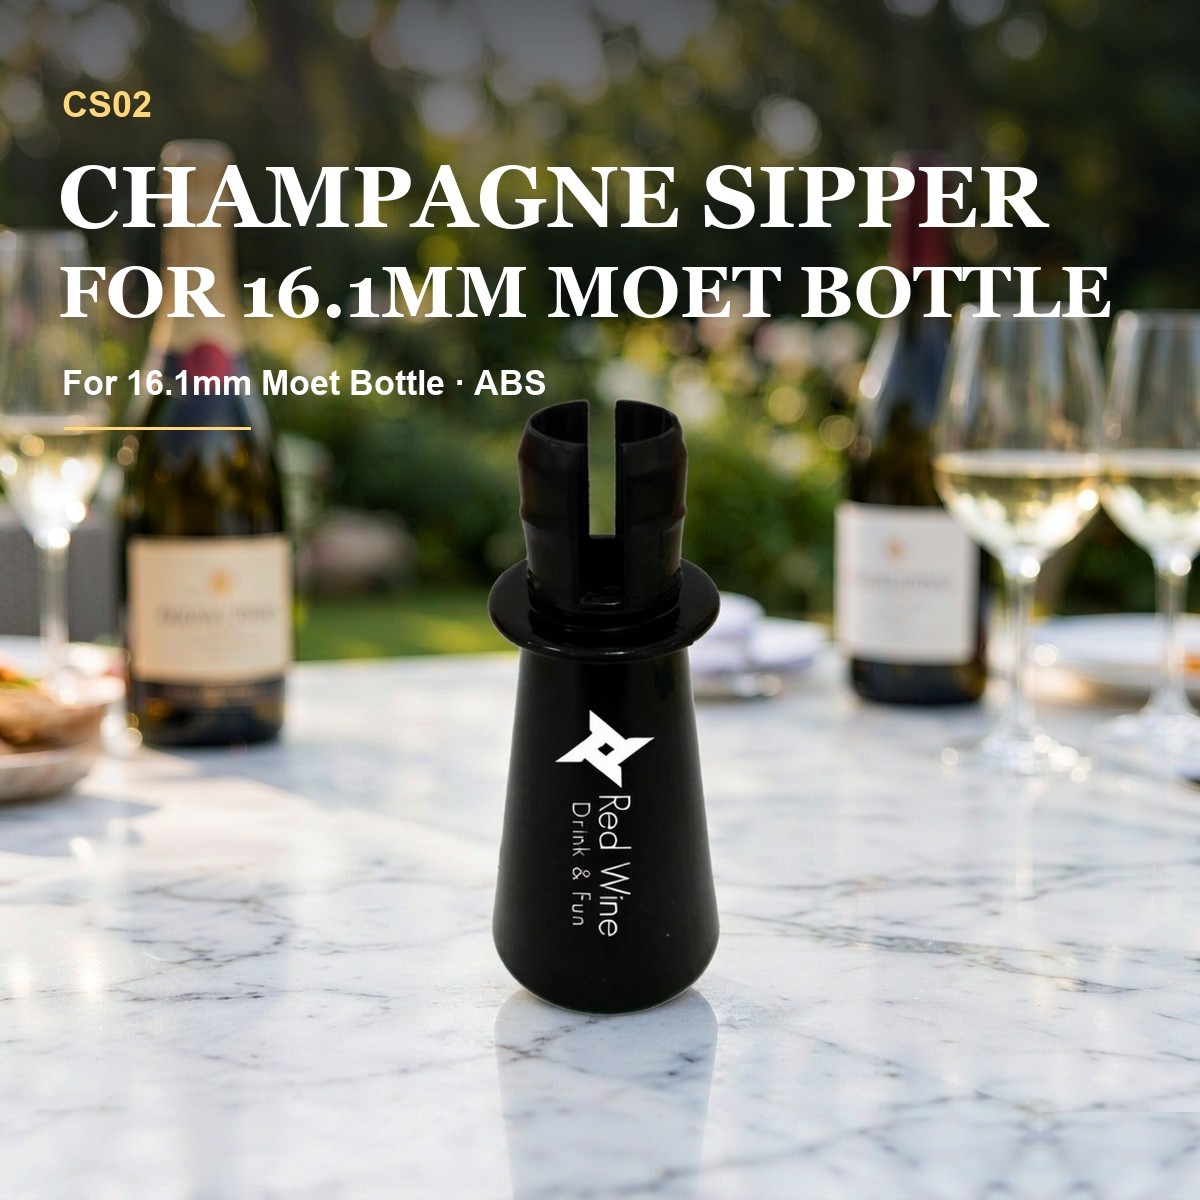 CS02
CHAMPAGNE SIPPER
FOR 16.1MM MOET BOTTLE
For 16.1mm Moet Bottle · ABS
Red Wine
Drink & Fun